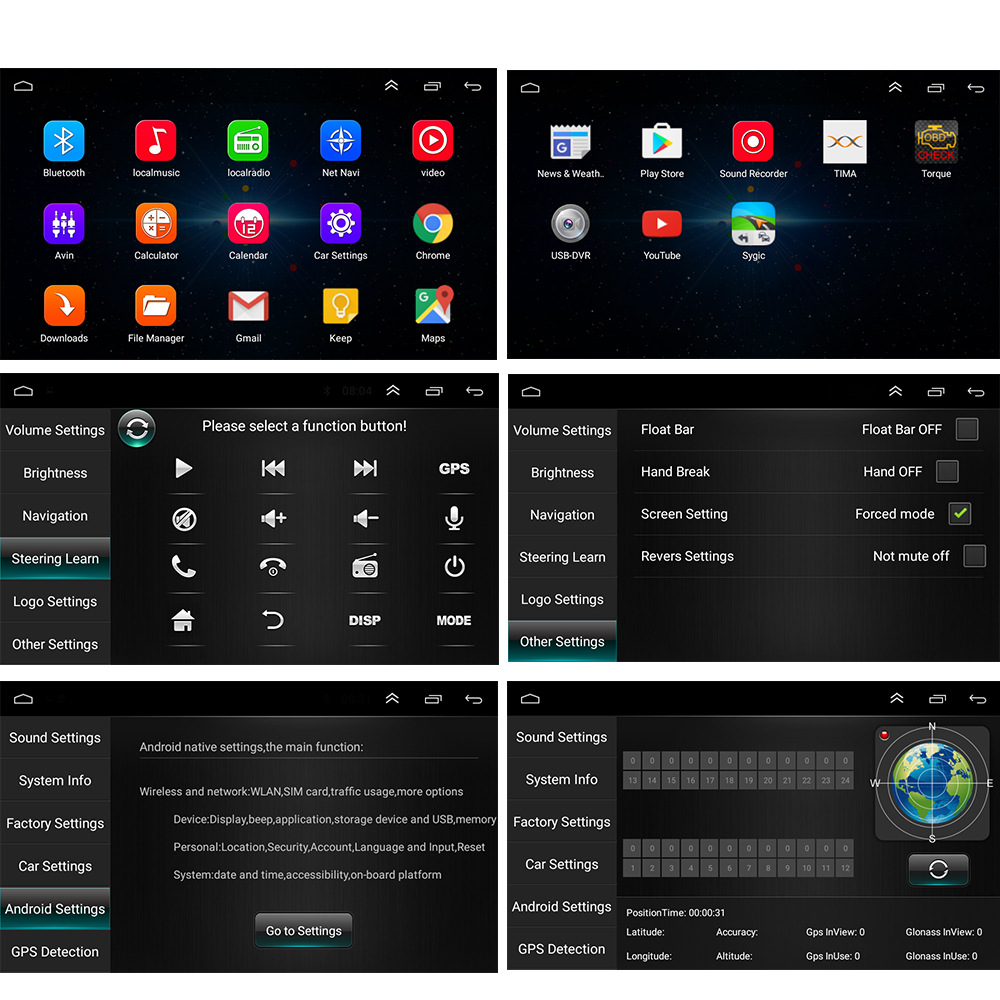 Bluetooth localmusic localradio Net Navi video
Avin Calculator Calendar Car Settings Chrome
Downloads File Manager Gmail Keep Maps
12
G
News & Weath.. Play Store Sound Recorder TIMA Torque
G
OBD
CHECK
USB-DVR YouTube Sygic
08:04
Volume Settings
Brightness
Navigation
Steering Learn
Logo Settings
Other Settings
Please select a function button!
GPS
DISP MODE
Volume Settings
Brightness
Navigation
Steering Learn
Logo Settings
Other Settings
Float Bar Float Bar OFF
Hand Break Hand OFF
Screen Setting Forced mode
Revers Settings Not mute off
Sound Settings
System Info
Factory Settings
Car Settings
Android Settings
GPS Detection
Android native settings,the main function:
Wireless and network:WLAN,SIM card,traffic usage,more options
Device:Display,beep,application,storage device and USB,memory
Personal:Location,Security,Account,Language and Input,Reset
System:date and time,accessibility,on-board platform
Go to Settings
Sound Settings
System Info
Factory Settings
Car Settings
Android Settings
GPS Detection
0 0 0 0 0 0 0 0 0 0 0 0
13 14 15 16 17 18 19 20 21 22 23 24
0 0 0 0 0 0 0 0 0 0 0 0
1 2 3 4 5 6 7 8 9 10 11 12
N
W E
S
PositionTime: 00:00:31
Latitude: Accuracy: Gps InView: 0 Glonass InView: 0
Longitude: Altitude: Gps InUse: 0 Glonass InUse: 0